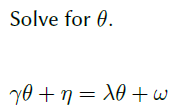 Solve for θ.
γθ + η = λθ + ω